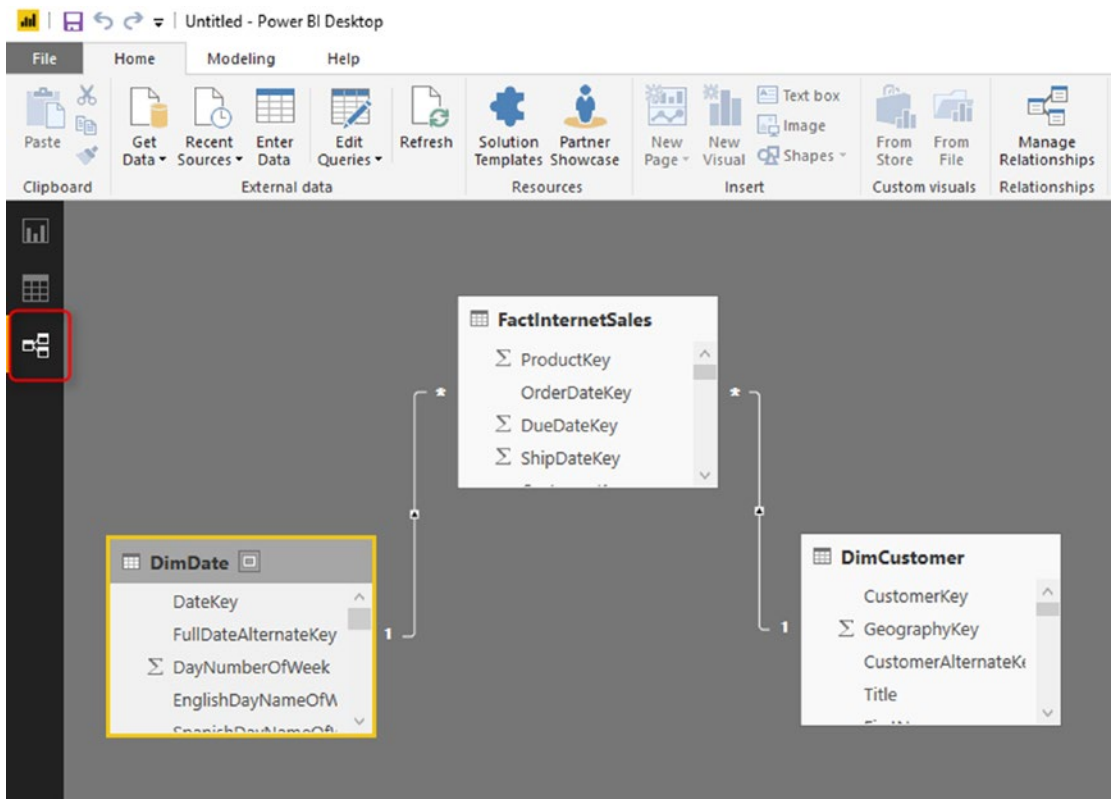 Untitled - Power BI Desktop
File Home Modeling Help
Paste
Get Data
Recent Sources
Enter Data
Edit Queries
Refresh
Solution Templates
Partner Showcase
New Page
New Visual
Text box
Image
Shapes
From Store
From File
Manage Relationships
Clipboard External data Resources Insert Custom visuals Relationships
FactInternetSales
Σ ProductKey
OrderDateKey
Σ DueDateKey
Σ ShipDateKey
* *
DimDate
DateKey
FullDateAlternateKey
Σ DayNumberOfWeek
EnglishDayNameOfW
1
DimCustomer
CustomerKey
Σ GeographyKey
CustomerAlternateKe
Title
1